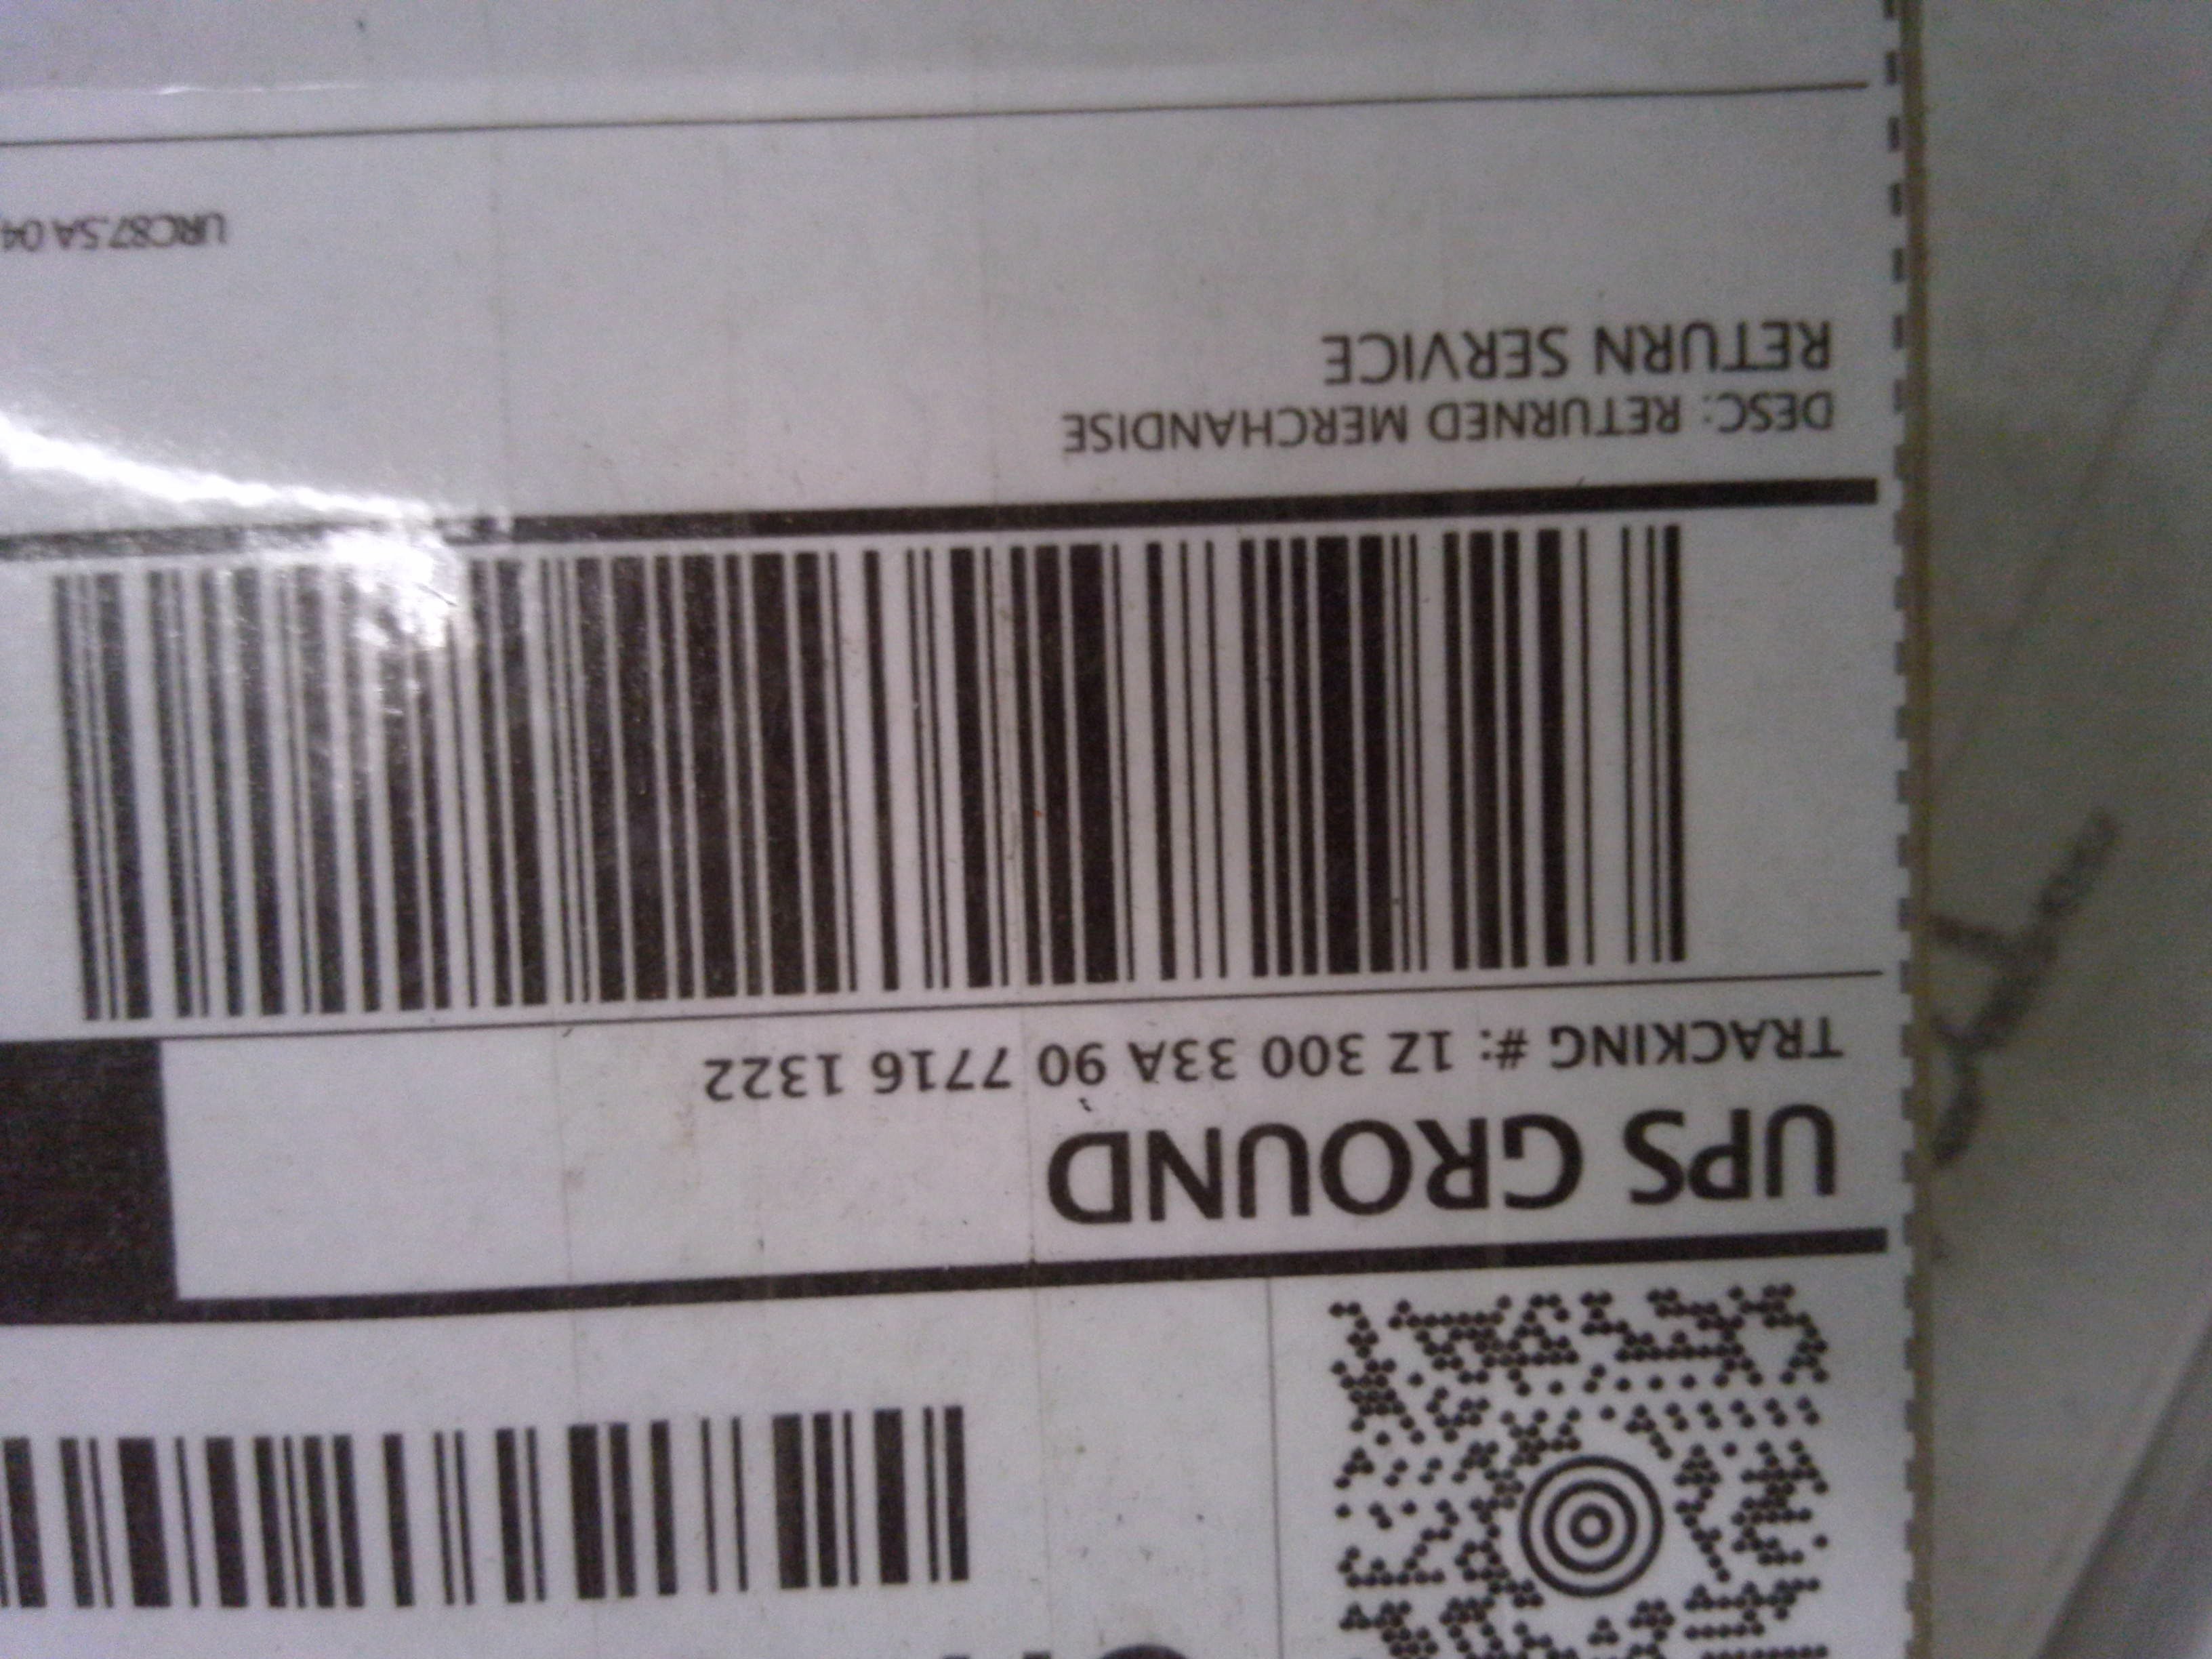 UPS GROUND
TRACKING #: 1Z 300 33A 90 7716 1322
DESC: RETURNED MERCHANDISE
RETURN SERVICE
URC87.5A 04